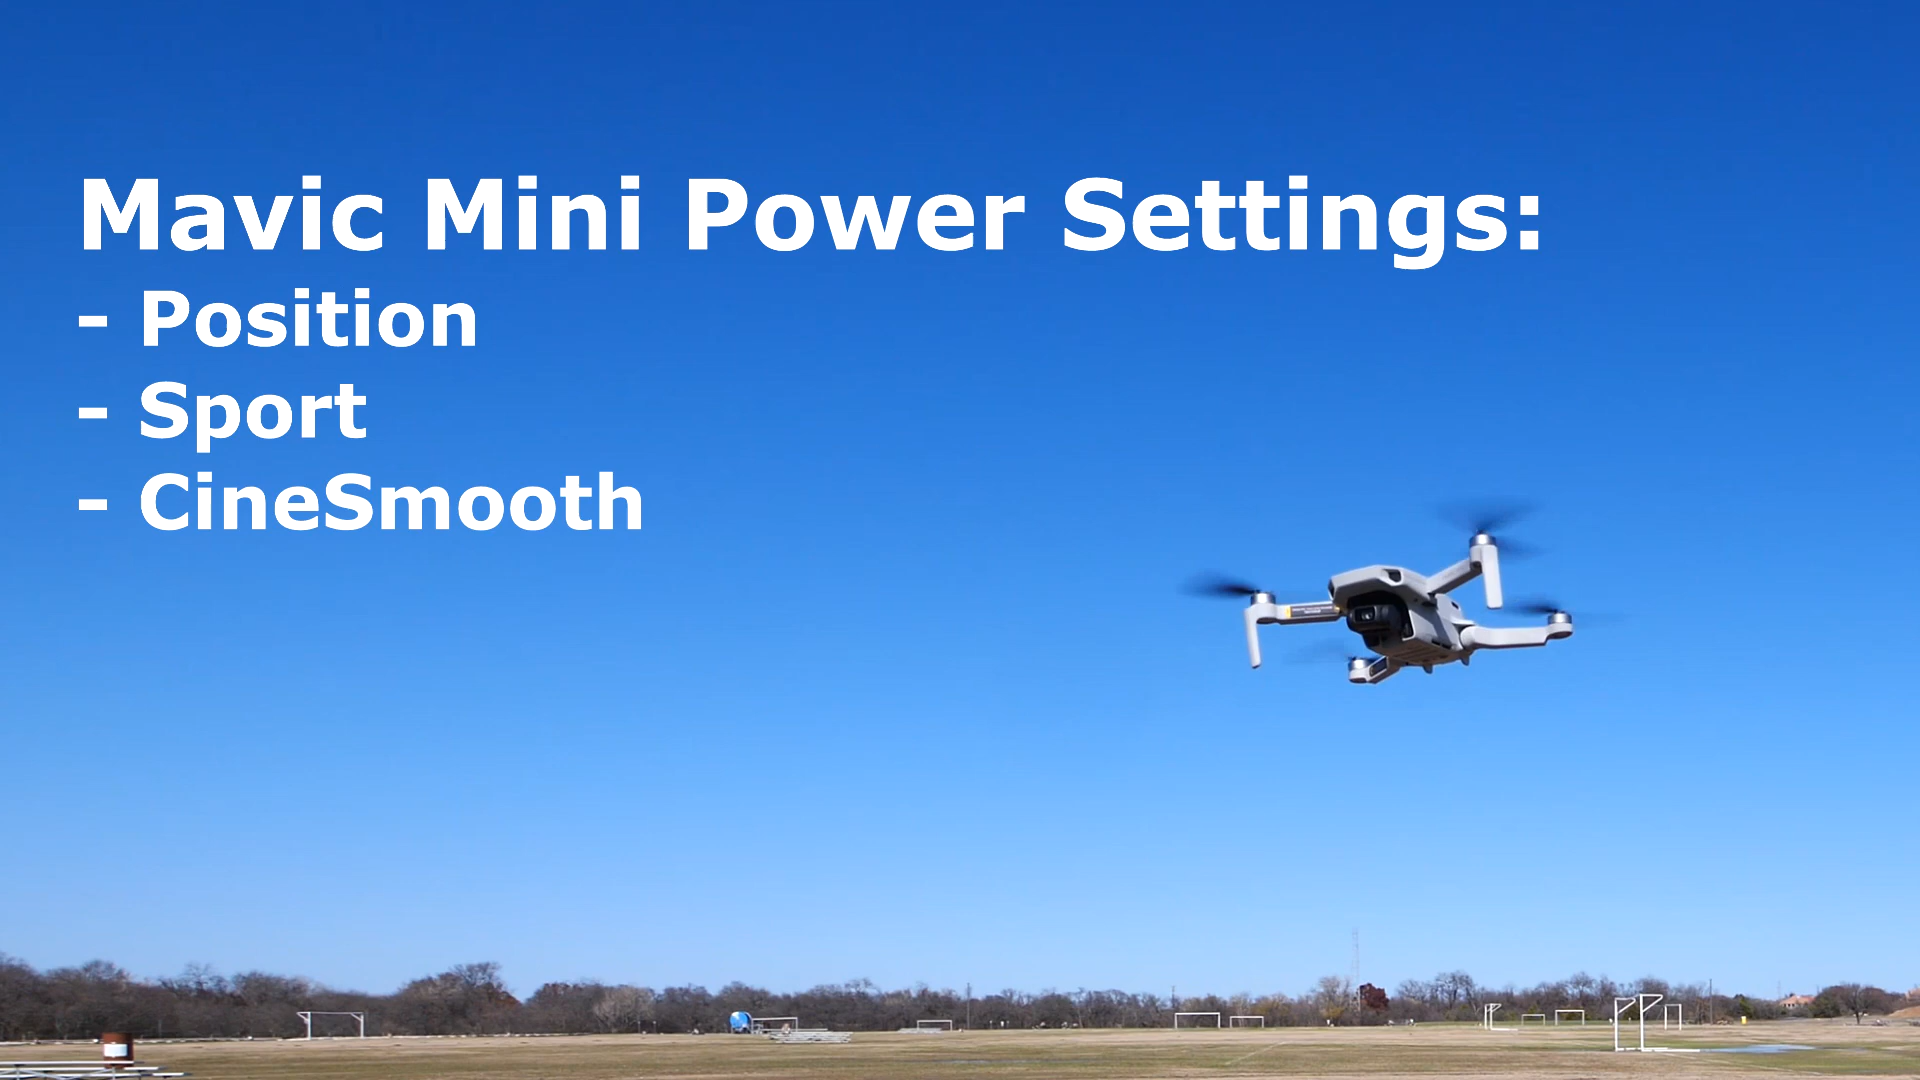 Mavic Mini Power Settings:
- Position
- Sport
- CineSmooth